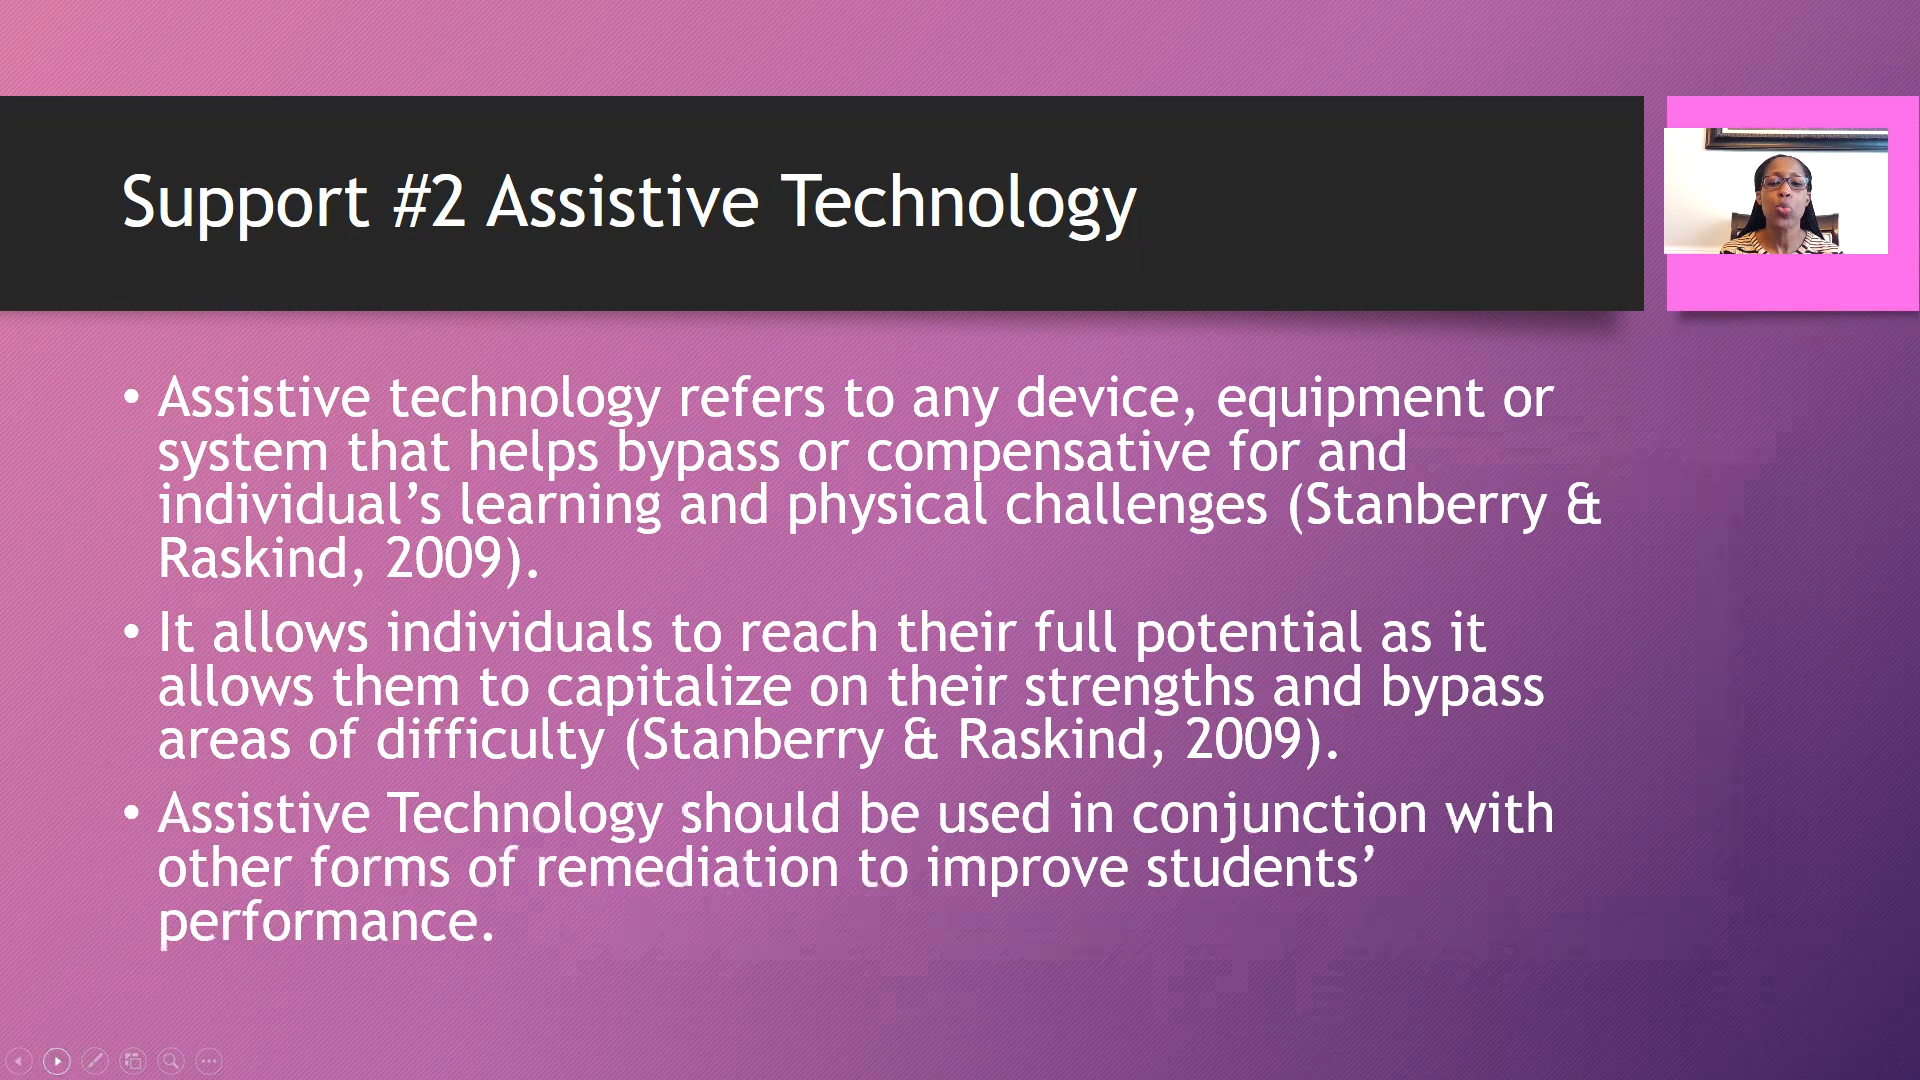 Support #2 Assistive Technology
• Assistive technology refers to any device, equipment or
system that helps bypass or compensative for and
individual’s learning and physical challenges (Stanberry &
Raskind, 2009).
• It allows individuals to reach their full potential as it
allows them to capitalize on their strengths and bypass
areas of difficulty (Stanberry & Raskind, 2009).
• Assistive Technology should be used in conjunction with
other forms of remediation to improve students’
performance.